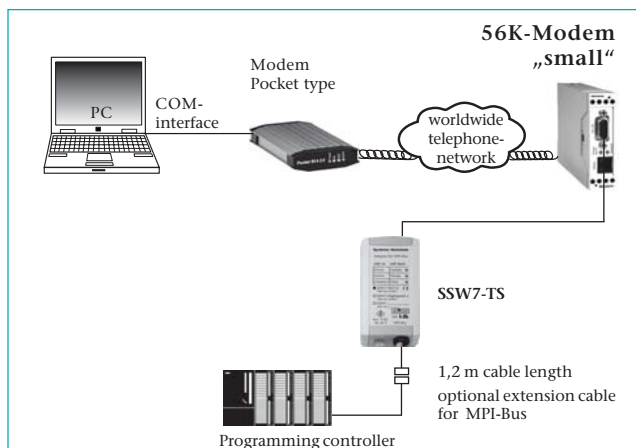 56K-Modem
„small“
Modem
Pocket type
PC
COM-
interface
worldwide
telephone-
network
SSW7-TS
1,2 m cable length
optional extension cable
for MPI-Bus
Programming controller